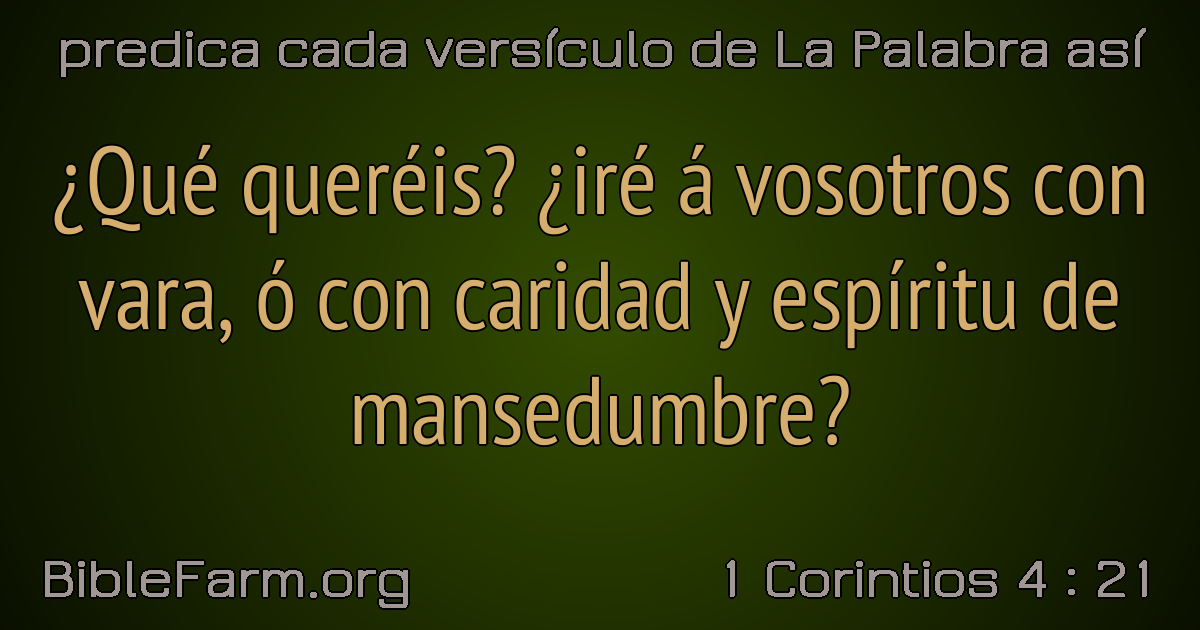 predica cada versículo de La Palabra así
¿Qué queréis? ¿iré á vosotros con
vara, ó con caridad y espíritu de
mansedumbre?
BibleFarm.org
1 Corintios 4 : 21